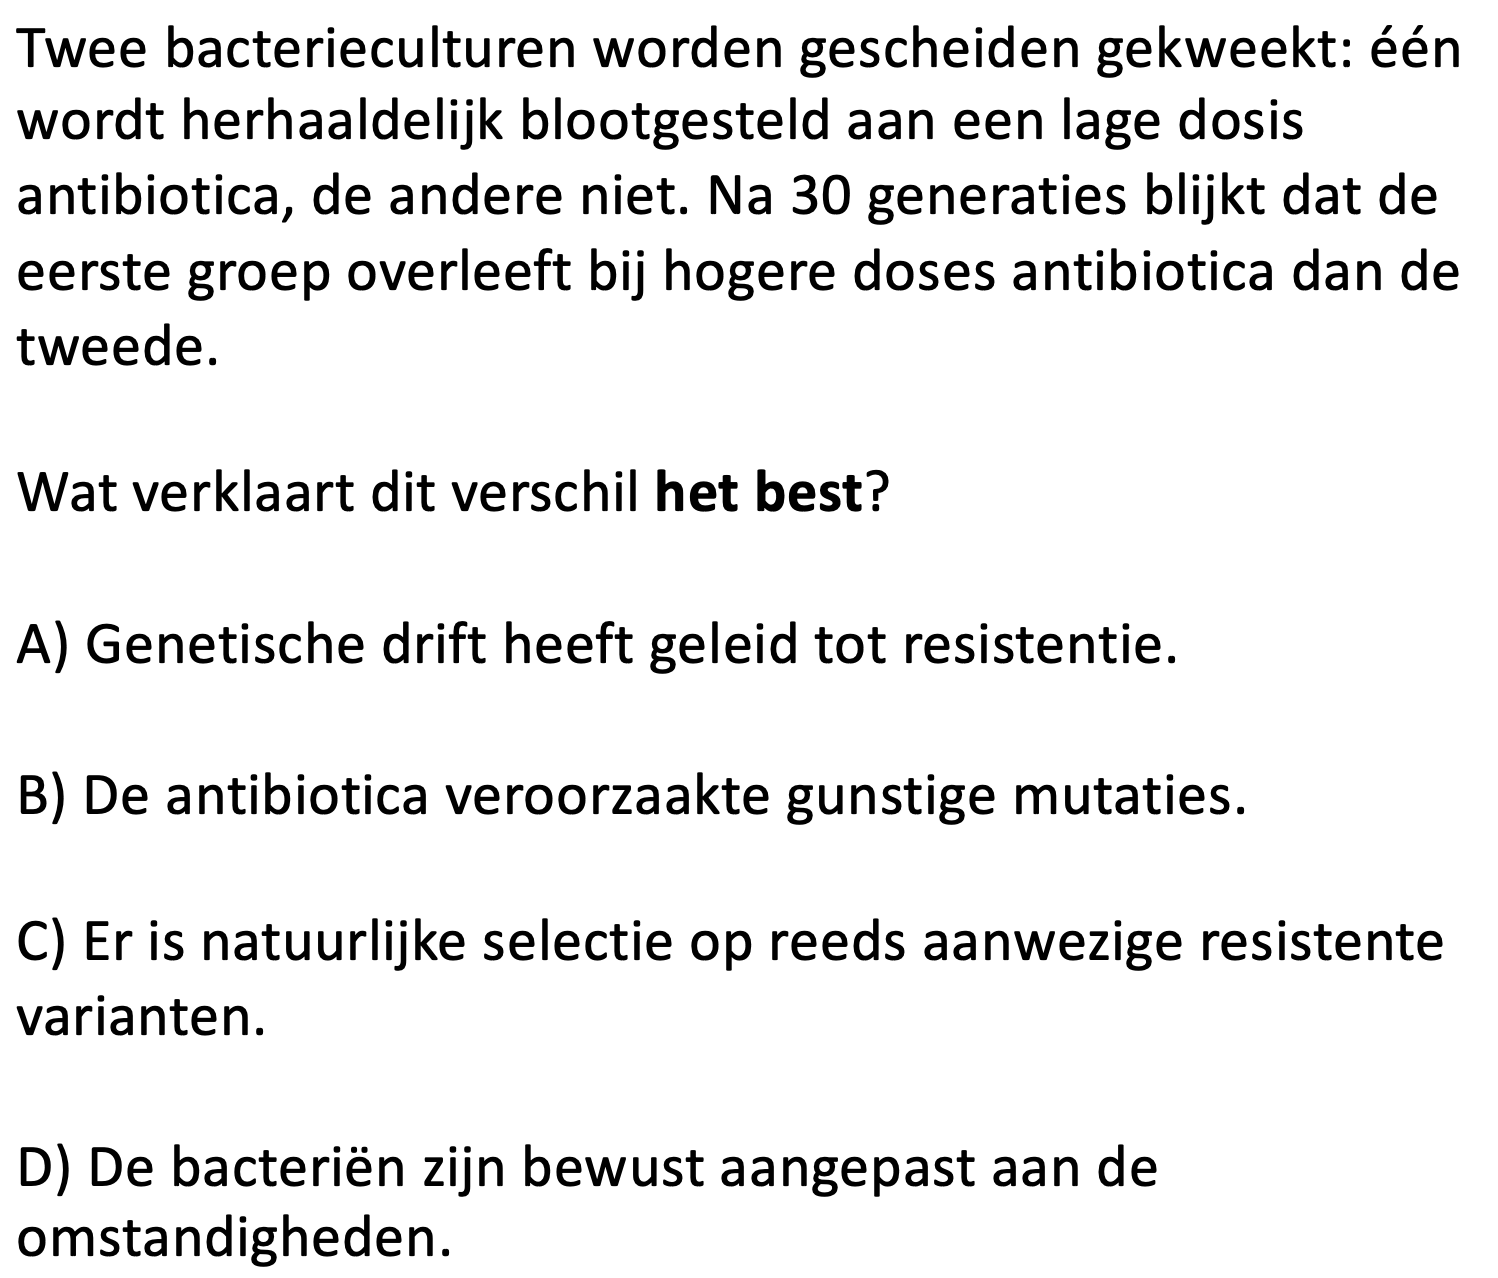 Twee bacterieculturen worden gescheiden gekweekt: één
wordt herhaaldelijk blootgesteld aan een lage dosis
antibiotica, de andere niet. Na 30 generaties blijkt dat de
eerste groep overleeft bij hogere doses antibiotica dan de
tweede.
Wat verklaart dit verschil het best?
A) Genetische drift heeft geleid tot resistentie.
B) De antibiotica veroorzaakte gunstige mutaties.
C) Er is natuurlijke selectie op reeds aanwezige resistente
varianten.
D) De bacteriën zijn bewust aangepast aan de
omstandigheden.